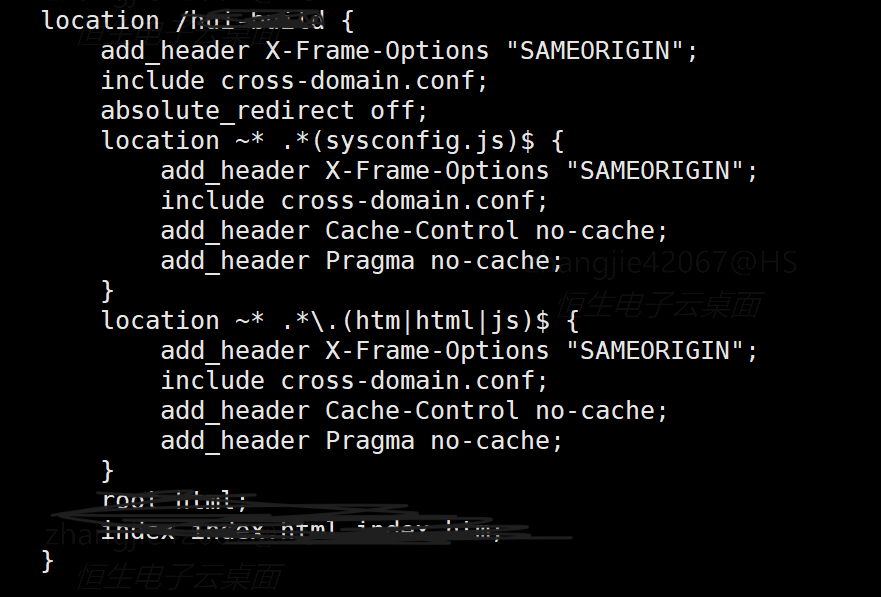 location /hui-build {
add_header X-Frame-Options "SAMEORIGIN";
include cross-domain.conf;
absolute_redirect off;
location ~* .*(sysconfig.js)$ {
add_header X-Frame-Options "SAMEORIGIN";
include cross-domain.conf;
add_header Cache-Control no-cache;
add_header Pragma no-cache;
angjie42067@HS
}
恒生电子云桌面
location ~* .*\.(htm|html|js)$ {
add_header X-Frame-Options "SAMEORIGIN";
include cross-domain.conf;
add_header Cache-Control no-cache;
add_header Pragma no-cache;
}
root html;
index index.html index.htm;
}
恒生电子云桌面